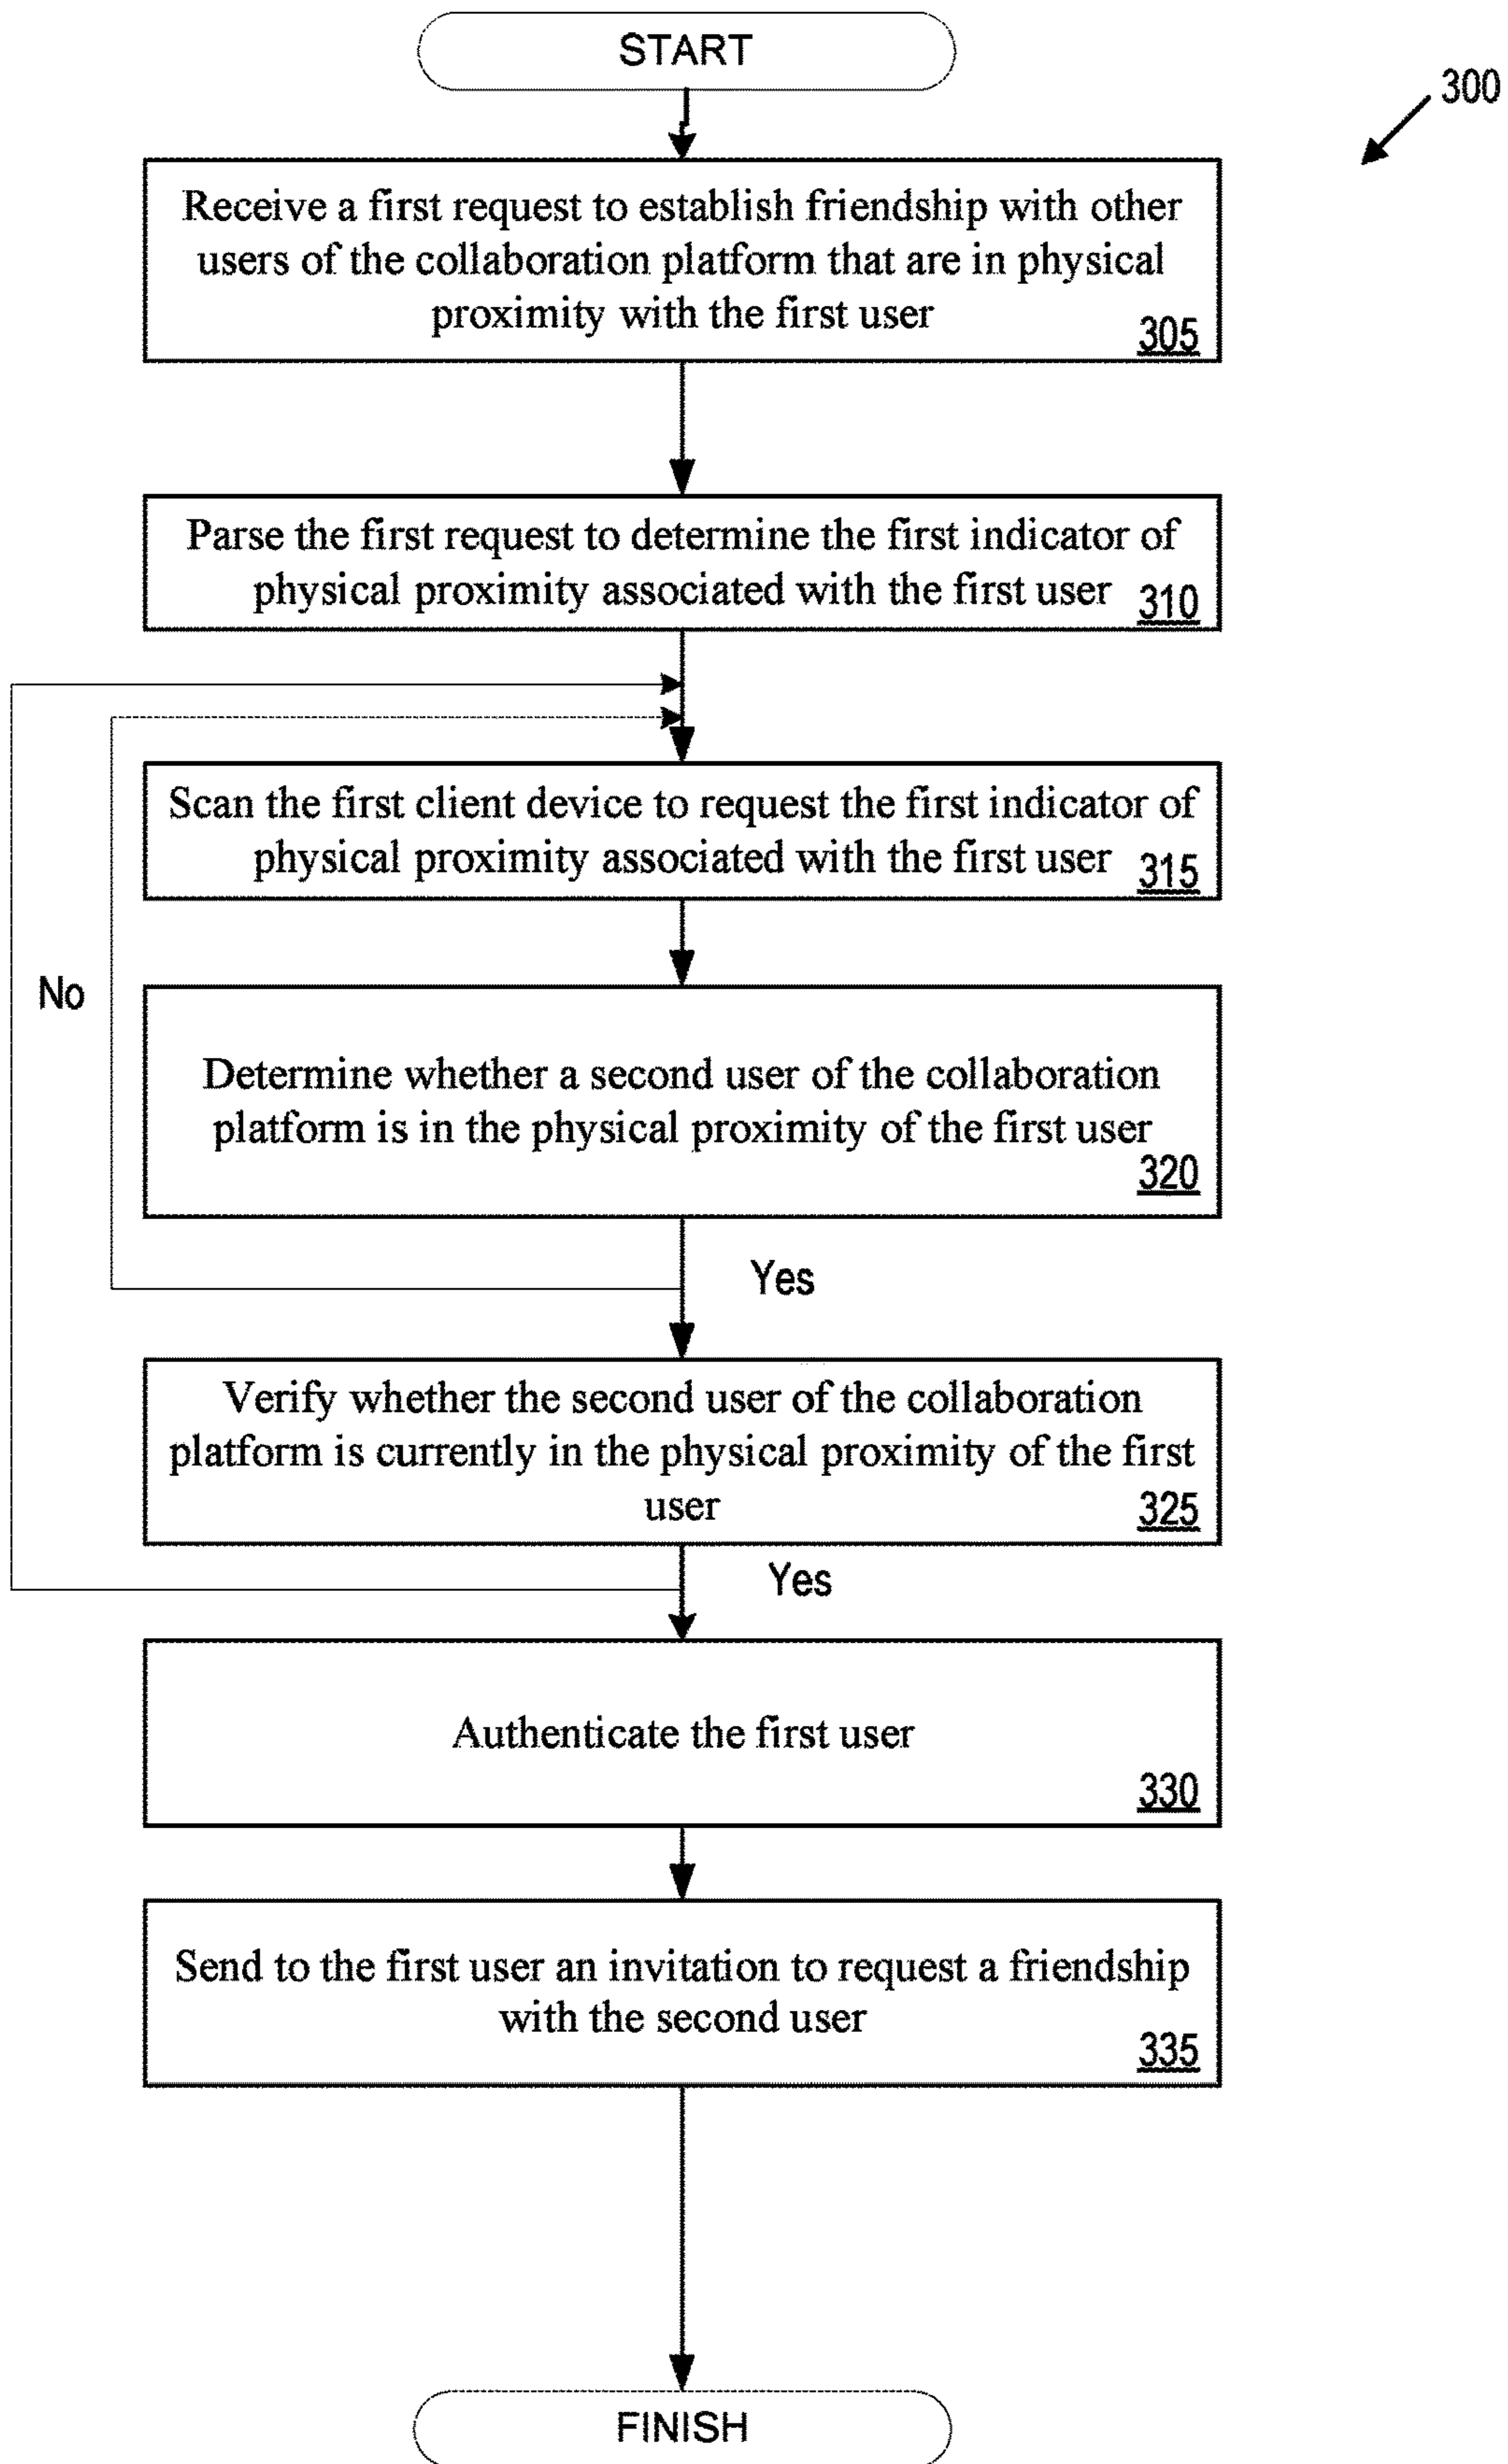 START
300
Receive a first request to establish friendship with other
users of the collaboration platform that are in physical
proximity with the first user
305
Parse the first request to determine the first indicator of
physical proximity associated with the first user
310
Scan the first client device to request the first indicator of
physical proximity associated with the first user
315
No
Determine whether a second user of the collaboration
platform is in the physical proximity of the first user
320
Yes
Verify whether the second user of the collaboration
platform is currently in the physical proximity of the first
user
325
Yes
Authenticate the first user
330
Send to the first user an invitation to request a friendship
with the second user
335
FINISH